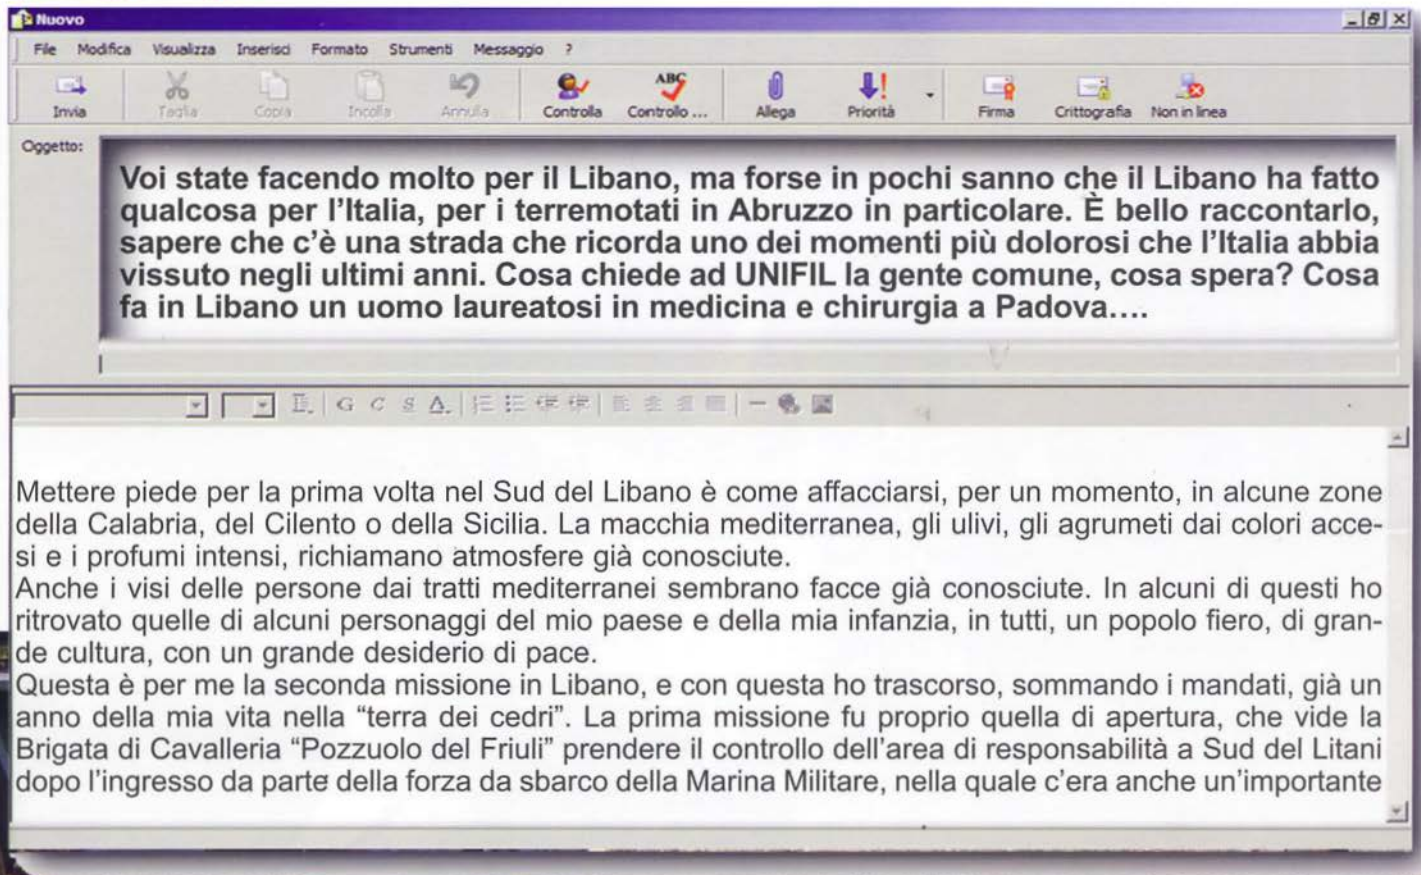 Nuovo
File Modifica Visualizza Inserisci Formato Strumenti Messaggio ?
Invia Taglia Copia Incolla Annulla Controlla Controllo ... Allega Priorità Firma Crittografia Non in linea
ABC
Oggetto:
Voi state facendo molto per il Libano, ma forse in pochi sanno che il Libano ha fatto
qualcosa per l'Italia, per i terremotati in Abruzzo in particolare. È bello raccontarlo,
sapere che c'è una strada che ricorda uno dei momenti più dolorosi che l'Italia abbia
vissuto negli ultimi anni. Cosa chiede ad UNIFIL la gente comune, cosa spera? Cosa
fa in Libano un uomo laureatosi in medicina e chirurgia a Padova....
G C S A
Mettere piede per la prima volta nel Sud del Libano è come affacciarsi, per un momento, in alcune zone
della Calabria, del Cilento o della Sicilia. La macchia mediterranea, gli ulivi, gli agrumeti dai colori acce-
si e i profumi intensi, richiamano atmosfere già conosciute.
Anche i visi delle persone dai tratti mediterranei sembrano facce già conosciute. In alcuni di questi ho
ritrovato quelle di alcuni personaggi del mio paese e della mia infanzia, in tutti, un popolo fiero, di gran-
de cultura, con un grande desiderio di pace.
Questa è per me la seconda missione in Libano, e con questa ho trascorso, sommando i mandati, già un
anno della mia vita nella “terra dei cedri”. La prima missione fu proprio quella di apertura, che vide la
Brigata di Cavalleria “Pozzuolo del Friuli” prendere il controllo dell'area di responsabilità a Sud del Litani
dopo l'ingresso da parte della forza da sbarco della Marina Militare, nella quale c'era anche un'importante